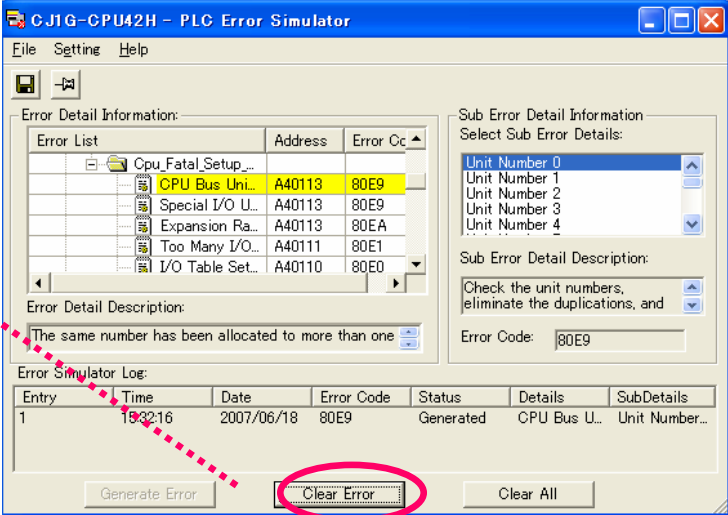 CJ1G-CPU42H - PLC Error Simulator
File Setting Help
Error Detail Information:
Error List Address Error Co
Cpu_Fatal_Setup_...
CPU Bus Uni... A40113 80E9
Special I/O U... A40113 80E9
Expansion Ra... A40113 80EA
Too Many I/O... A40111 80E1
I/O Table Set... A40110 80E0
Error Detail Description:
The same number has been allocated to more than one
Sub Error Detail Information
Select Sub Error Details:
Unit Number 0
Unit Number 1
Unit Number 2
Unit Number 3
Unit Number 4
Sub Error Detail Description:
Check the unit numbers,
eliminate the duplications, and
Error Code: 80E9
Error Simulator Log:
Entry Time Date Error Code Status Details SubDetails
1 15:32:16 2007/06/18 80E9 Generated CPU Bus U... Unit Number...
Generate Error Clear Error Clear All